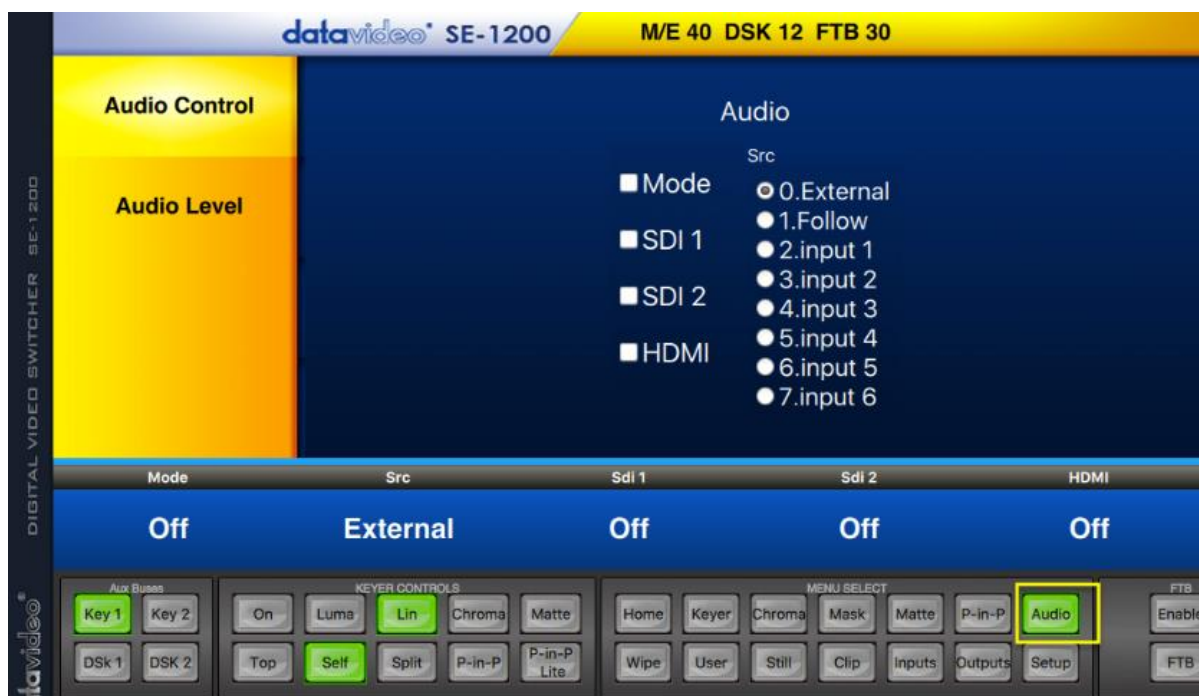 datavideo SE-1200
M/E 40 DSK 12 FTB 30
Audio Control
Audio Level
Audio
Src
Mode
SDI 1
SDI 2
HDMI
0.External
1.Follow
2.input 1
3.input 2
4.input 3
5.input 4
6.input 5
7.input 6
DIGITAL VIDEO SWITCHER SE-1200
datavideo
Mode Src Sdi 1 Sdi 2 HDMI
Off External Off Off Off
Aux Buses
Key 1 Key 2
DSk 1 DSK 2
KEYER CONTROLS
On Luma Lin Chroma Matte
Top Self Split P-in-P P-in-P Lite
MENU SELECT
Home Keyer Chroma Mask Matte P-in-P Audio
Wipe User Still Clip Inputs Outputs Setup
FTB
Enable
FTB